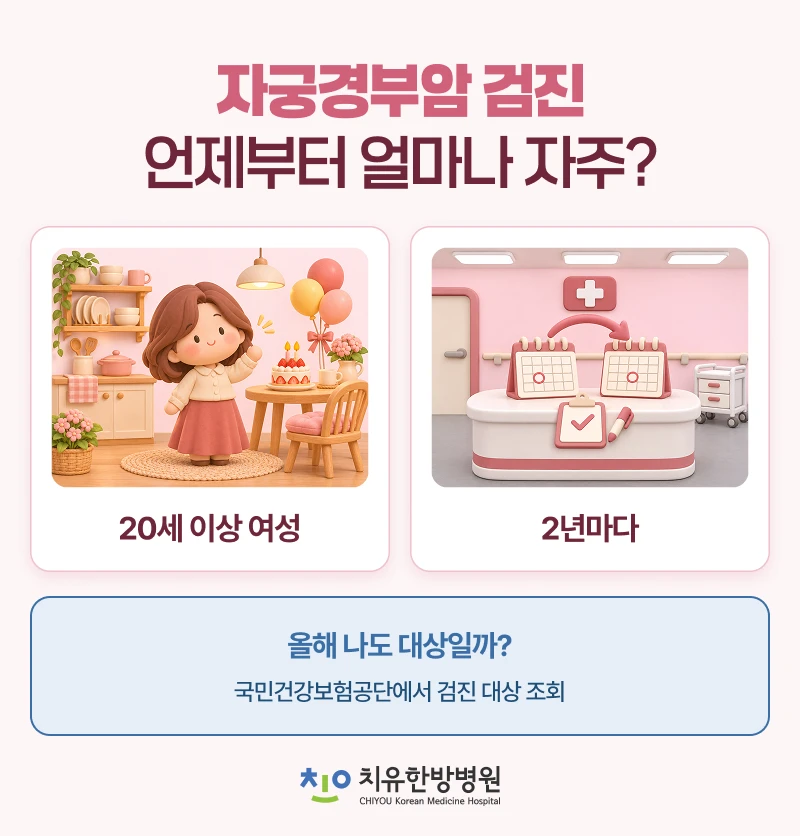 자궁경부암 검진
언제부터 얼마나 자주?
20세 이상 여성
2년마다
올해 나도 대상일까?
국민건강보험공단에서 검진 대상 조회
치유 치유한방병원
CHIYOU Korean Medicine Hospital